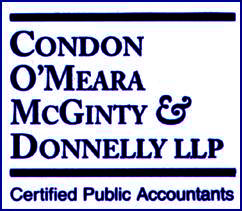 CONDON
O'MEARA
MCGINTY &
DONNELLY LLP
Certified Public Accountants